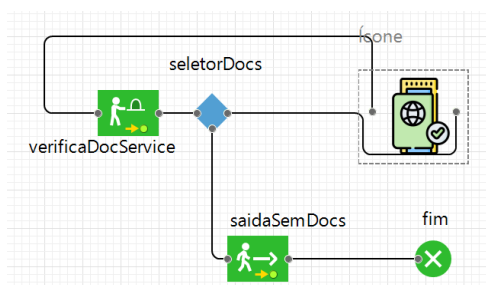 Ícone
seletorDocs
verificaDocService
saidaSemDocs
fim